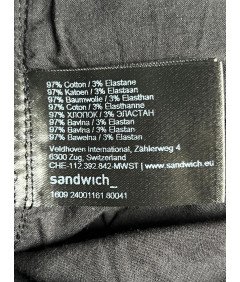 97% Cotton / 3% Elastane
97% Katoen / 3% Elastaan
97% Baumwolle / 3% Elasthan
97% Coton / 3% Elasthanne
97% ХЛОПОК / 3% ЭЛАСТАН
97% Bavlna / 3% Elastan
97% Bavlna / 3% Elastan
97% Bawełna / 3% Elastan
Veldhoven International, Zählerweg 4
6300 Zug, Switzerland
CHE-112.392.842-MWST | www.sandwich.eu
sandwich_
1609 24001161 80041